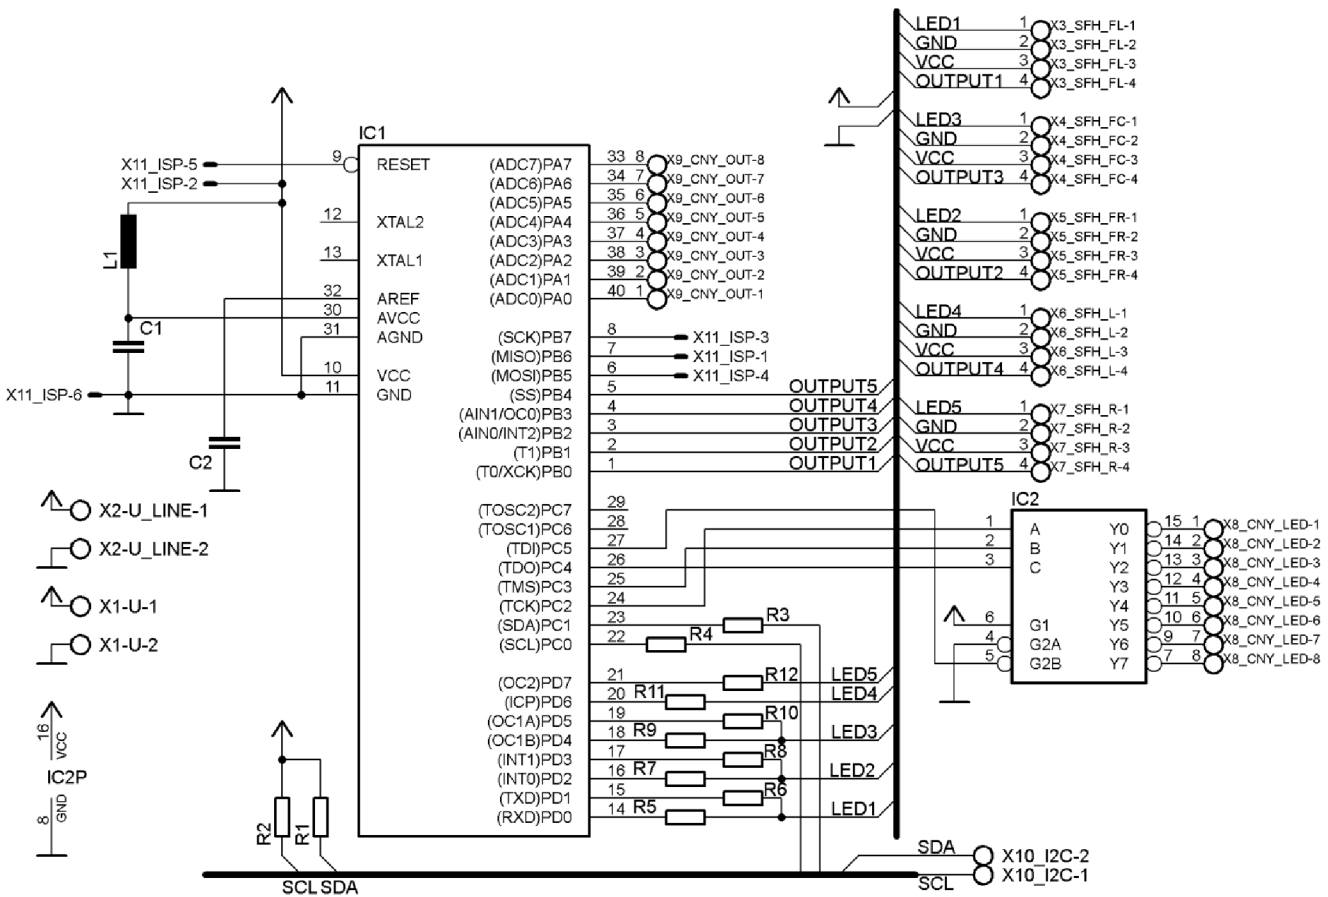 LED1 1 X3_SFH_FL-1
GND 2 X3_SFH_FL-2
VCC 3 X3_SFH_FL-3
OUTPUT1 4 X3_SFH_FL-4
LED3 1 X4_SFH_FC-1
GND 2 X4_SFH_FC-2
VCC 3 X4_SFH_FC-3
OUTPUT3 4 X4_SFH_FC-4
LED2 1 X5_SFH_FR-1
GND 2 X5_SFH_FR-2
VCC 3 X5_SFH_FR-3
OUTPUT2 4 X5_SFH_FR-4
LED4 1 X6_SFH_L-1
GND 2 X6_SFH_L-2
VCC 3 X6_SFH_L-3
OUTPUT4 4 X6_SFH_L-4
LED5 1 X7_SFH_R-1
GND 2 X7_SFH_R-2
VCC 3 X7_SFH_R-3
OUTPUT5 4 X7_SFH_R-4
IC1
X11_ISP-5 9 RESET
X11_ISP-2
12 XTAL2
13 XTAL1
L1
32 AREF
30 AVCC
31 AGND
C1
10 VCC
X11_ISP-6 11 GND
C2
(ADC7)PA7 33 8 X9_CNY_OUT-8
(ADC6)PA6 34 7 X9_CNY_OUT-7
(ADC5)PA5 35 6 X9_CNY_OUT-6
(ADC4)PA4 36 5 X9_CNY_OUT-5
(ADC3)PA3 37 4 X9_CNY_OUT-4
(ADC2)PA2 38 3 X9_CNY_OUT-3
(ADC1)PA1 39 2 X9_CNY_OUT-2
(ADC0)PA0 40 1 X9_CNY_OUT-1
(SCK)PB7 8 X11_ISP-3
(MISO)PB6 7 X11_ISP-1
(MOSI)PB5 6 X11_ISP-4
(SS)PB4 5 OUTPUT5
(AIN1/OC0)PB3 4 OUTPUT4
(AIN0/INT2)PB2 3 OUTPUT3
(T1)PB1 2 OUTPUT2
(T0/XCK)PB0 1 OUTPUT1
(TOSC2)PC7 29
(TOSC1)PC6 28
(TDI)PC5 27
(TDO)PC4 26
(TMS)PC3 25
(TCK)PC2 24
(SDA)PC1 23 R3
(SCL)PC0 22 R4
(OC2)PD7 21 R12 LED5
(ICP)PD6 20 R11 LED4
(OC1A)PD5 19 R10
(OC1B)PD4 18 R9 LED3
(INT1)PD3 17 R8
(INT0)PD2 16 R7 LED2
(TXD)PD1 15 R6
(RXD)PD0 14 R5 LED1
IC2
1 A Y0 15 1 X8_CNY_LED-1
2 B Y1 14 2 X8_CNY_LED-2
3 C Y2 13 3 X8_CNY_LED-3
Y3 12 4 X8_CNY_LED-4
Y4 11 5 X8_CNY_LED-5
6 G1 Y5 10 6 X8_CNY_LED-6
4 G2A Y6 9 7 X8_CNY_LED-7
5 G2B Y7 7 8 X8_CNY_LED-8
X2-U_LINE-1
X2-U_LINE-2
X1-U-1
X1-U-2
16 VCC
IC2P
8 GND
R2 R1
SCL SDA
SDA X10_I2C-2
SCL X10_I2C-1